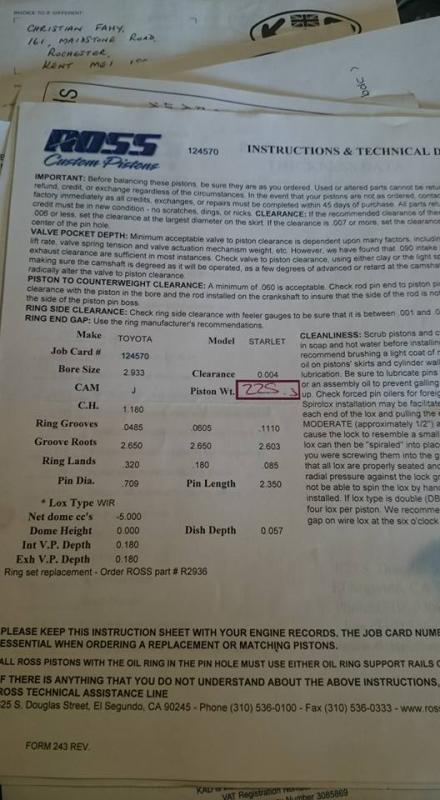 INVOICE TO IF DIFFERENT
CHRISTIAN FAHY,
161, MAIDSTONE ROAD,
ROCHESTER,
KENT ME1
ROSS
Custom Pistons
124570 INSTRUCTIONS & TECHNICAL D
IMPORTANT: Before balancing these pistons, be sure they are as you ordered. Used or altered parts cannot be retu
refund, credit, or exchange regardless of the circumstances. In the event that your pistons are not as ordered, contac
factory immediately as all credits, exchanges, or repairs must be completed within 45 days of purchase. All parts ret
credit must be in new condition - no scratches, dings, or nicks. CLEARANCE: If the recommended clearance of the
.006 or less, set the clearance at the largest diameter on the skirt. If the clearance is .007 or more, set the clearance
center of the pin hole.
VALVE POCKET DEPTH: Minimum acceptable valve to piston clearance is dependent upon many factors, including
lift rate, valve spring tension and valve actuation mechanism weight, etc. However, we have found that .090 intake
exhaust clearance are sufficient in most instances. Check valve to piston clearance, using either clay or the light sp
making sure the camshaft is degreed as it will be operated, as a few degrees of advanced or retard at the camsha
radically alter the valve to piston clearance.
PISTON TO COUNTERWEIGHT CLEARANCE: A minimum of .060 is acceptable. Check rod pin end to piston pi
clearance with the piston in the bore and the rod installed on the crankshaft to insure that the side of the rod is no
the side of the piston pin boss.
RING SIDE CLEARANCE: Check ring side clearance with feeler gauges to be sure that it is between .001 and .0
RING END GAP: Use the ring manufacturer's recommendations.
Make TOYOTA Model STARLET
Job Card # 124570
Bore Size 2.933 Clearance 0.004
CAM J Piston Wt. 225
C.H. 1.180
Ring Grooves .0485 .0605 .1110
Groove Roots 2.650 2.650 2.603
Ring Lands .320 .180 .085
Pin Dia. .709 Pin Length 2.350
* Lox Type WIR
Net dome cc's -5.000
Dome Height 0.000 Dish Depth 0.057
Int V.P. Depth 0.180
Exh V.P. Depth 0.180
Ring set replacement - Order ROSS part # R2936
CLEANLINESS: Scrub pistons and c
in soap and hot water before installing
recommend brushing a light coat of m
oil on pistons' skirts and cylinder wal
lubrication. Be sure to lubricate pins
or an assembly oil to prevent galling
up. Check forced pin oilers for foreig
Spirolox installation may be facilitate
each end of the lox and pulling the e
MODERATE (approximately 1/2") a
cause the lock to resemble a small
lox can then be "spiraled" into plac
you were screwing them into the g
that all lox are properly seated and
radial pressure against the lock gr
not be able to spin the lox by hand
installed. If lox type is double (DB
four lox per piston. We recomme
gap on wire lox at the six o'clock
PLEASE KEEP THIS INSTRUCTION SHEET WITH YOUR ENGINE RECORDS. THE JOB CARD NUME
ESSENTIAL WHEN ORDERING A REPLACEMENT OR MATCHING PISTONS.
ALL ROSS PISTONS WITH THE OIL RING IN THE PIN HOLE MUST USE EITHER OIL RING SUPPORT RAILS O
IF THERE IS ANYTHING THAT YOU DO NOT UNDERSTAND ABOUT THE ABOVE INSTRUCTIONS,
ROSS TECHNICAL ASSISTANCE LINE
625 S. Douglas Street, El Segundo, CA 90245 - Phone (310) 536-0100 - Fax (310) 536-0333 - www.ross
FORM 243 REV.
VAT Registration
Number 3085869